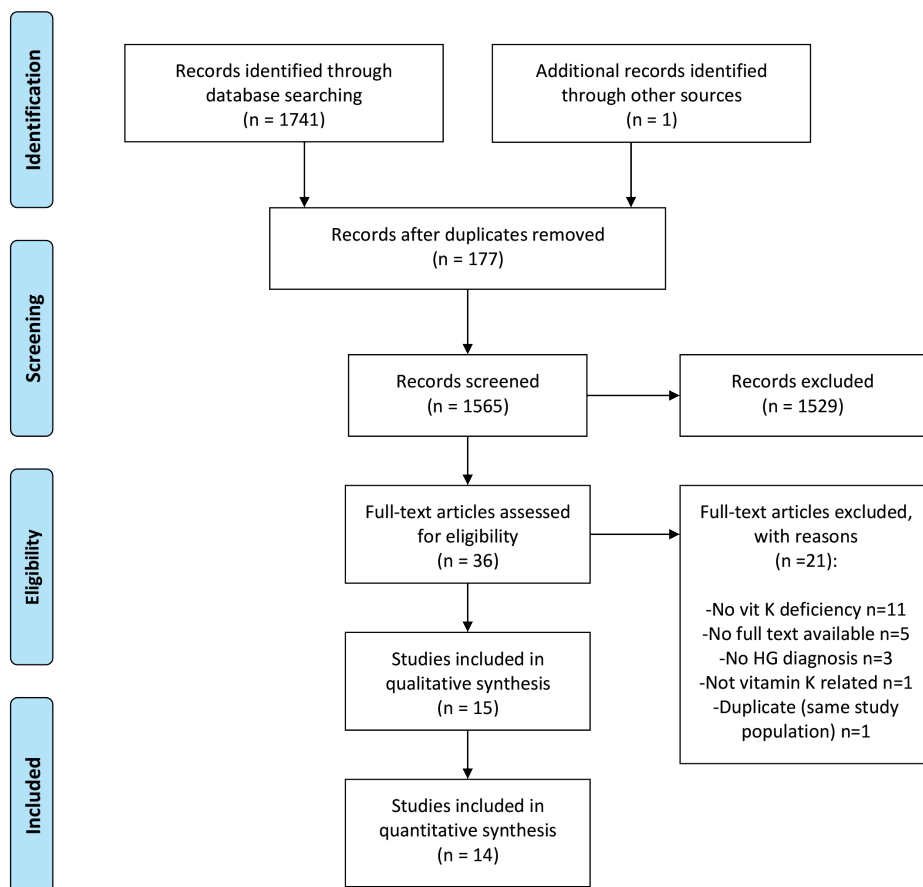 Identification
Records identified through
database searching
(n = 1741)
Additional records identified
through other sources
(n = 1)
Records after duplicates removed
(n = 177)
Screening
Records screened
(n = 1565)
Records excluded
(n = 1529)
Eligibility
Full-text articles assessed
for eligibility
(n = 36)
Full-text articles excluded,
with reasons
(n =21):
-No vit K deficiency n=11
-No full text available n=5
-No HG diagnosis n=3
-Not vitamin K related n=1
-Duplicate (same study
population) n=1
Studies included in
qualitative synthesis
(n = 15)
Included
Studies included in
quantitative synthesis
(n = 14)